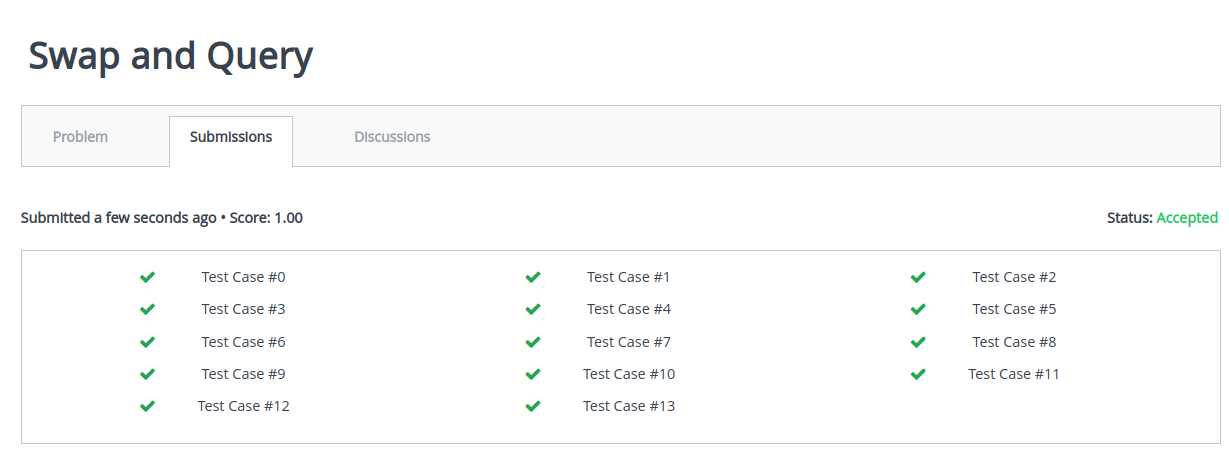 Swap and Query
Problem Submissions Discussions
Submitted a few seconds ago • Score: 1.00 Status: Accepted
Test Case #0 Test Case #1 Test Case #2
Test Case #3 Test Case #4 Test Case #5
Test Case #6 Test Case #7 Test Case #8
Test Case #9 Test Case #10 Test Case #11
Test Case #12 Test Case #13